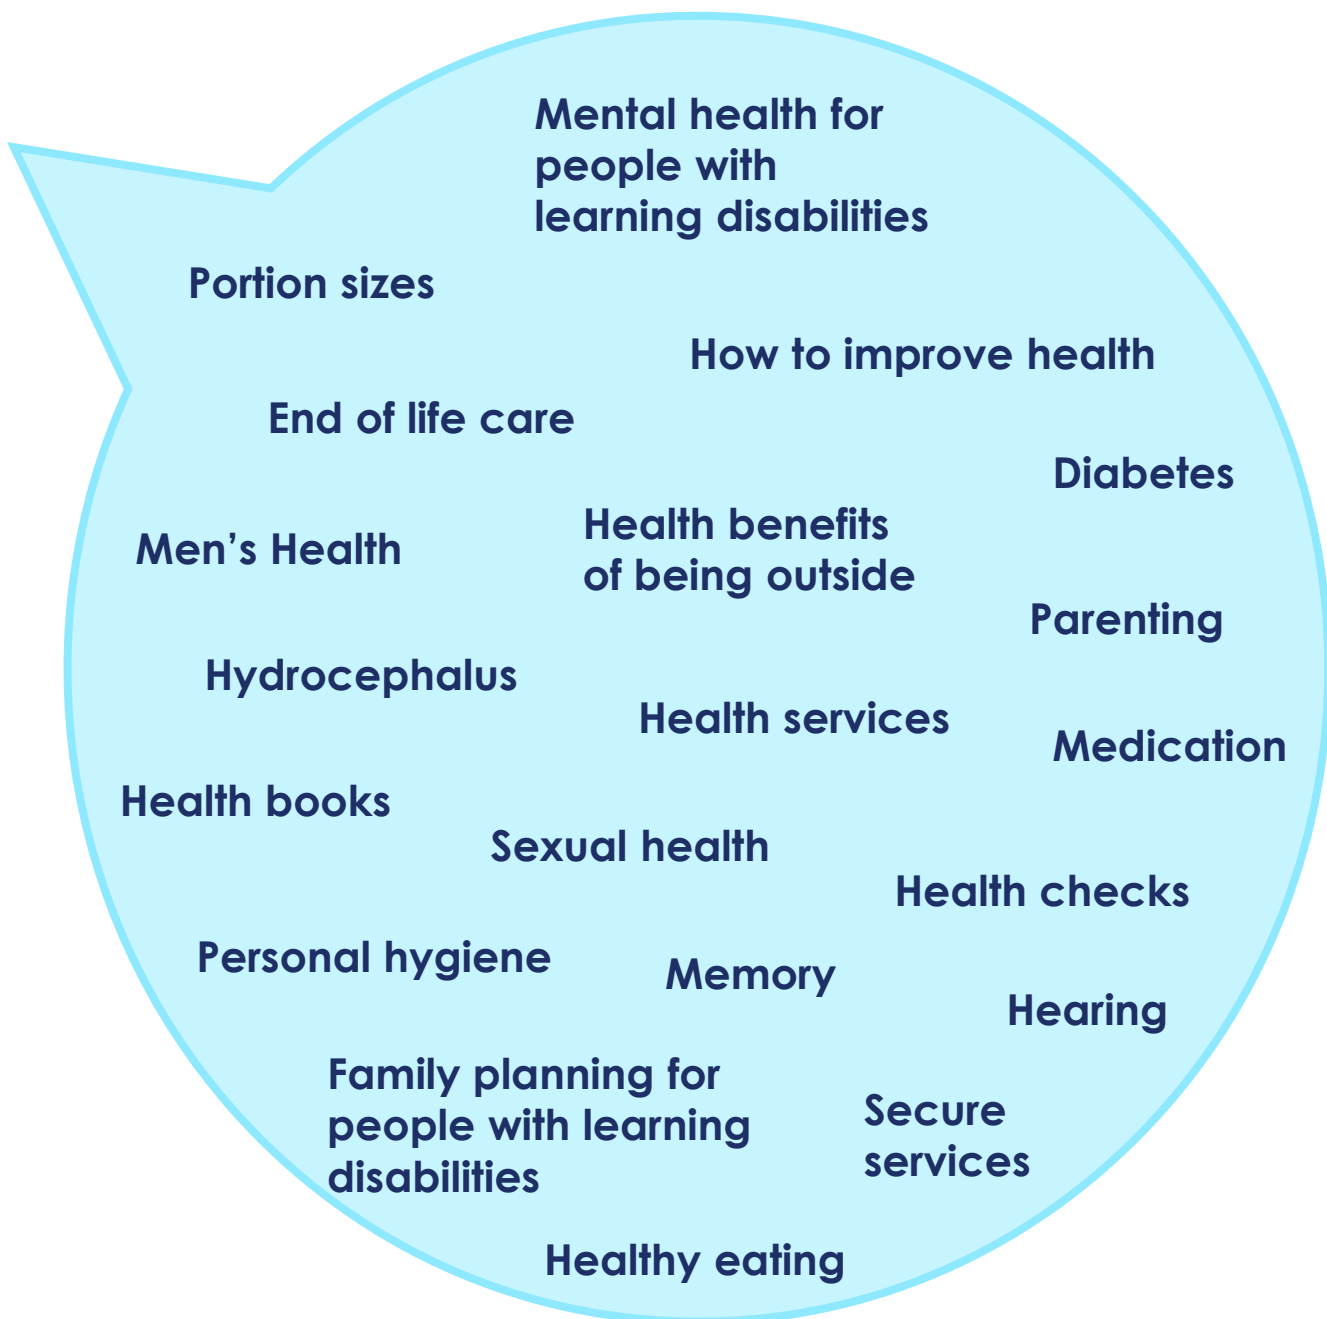 Mental health for
people with
learning disabilities
Portion sizes
How to improve health
End of life care
Diabetes
Health benefits
of being outside
Men’s Health
Parenting
Hydrocephalus
Health services
Medication
Health books
Sexual health
Health checks
Personal hygiene
Memory
Hearing
Family planning for
people with learning
disabilities
Secure
services
Healthy eating